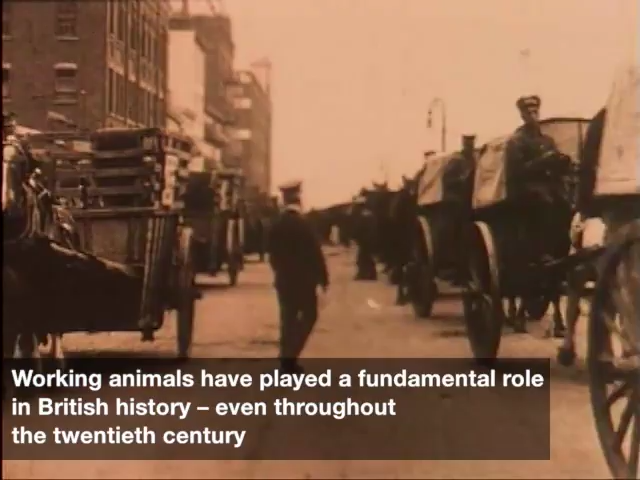 Working animals have played a fundamental role
in British history – even throughout
the twentieth century